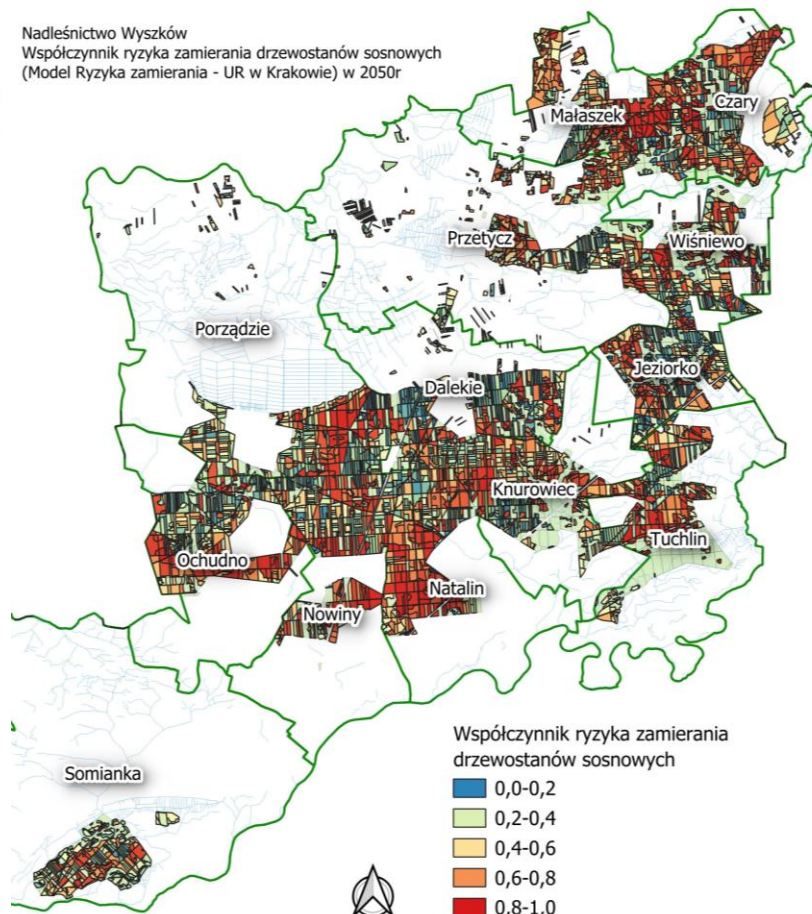 Nadleśnictwo Wyszków
Współczynnik ryzyka zamierania drzewostanów sosnowych
(Model Ryzyka zamierania - UR w Krakowie) w 2050r
Czary
Małaszek
Przetycz
Wiśniewo
Porządzie
Jeziorko
Dalekie
Knurowiec
Tuchlin
Ochudno
Natalin
Nowiny
Somianka
Współczynnik ryzyka zamierania
drzewostanów sosnowych
0,0-0,2
0,2-0,4
0,4-0,6
0,6-0,8
0,8-1,0